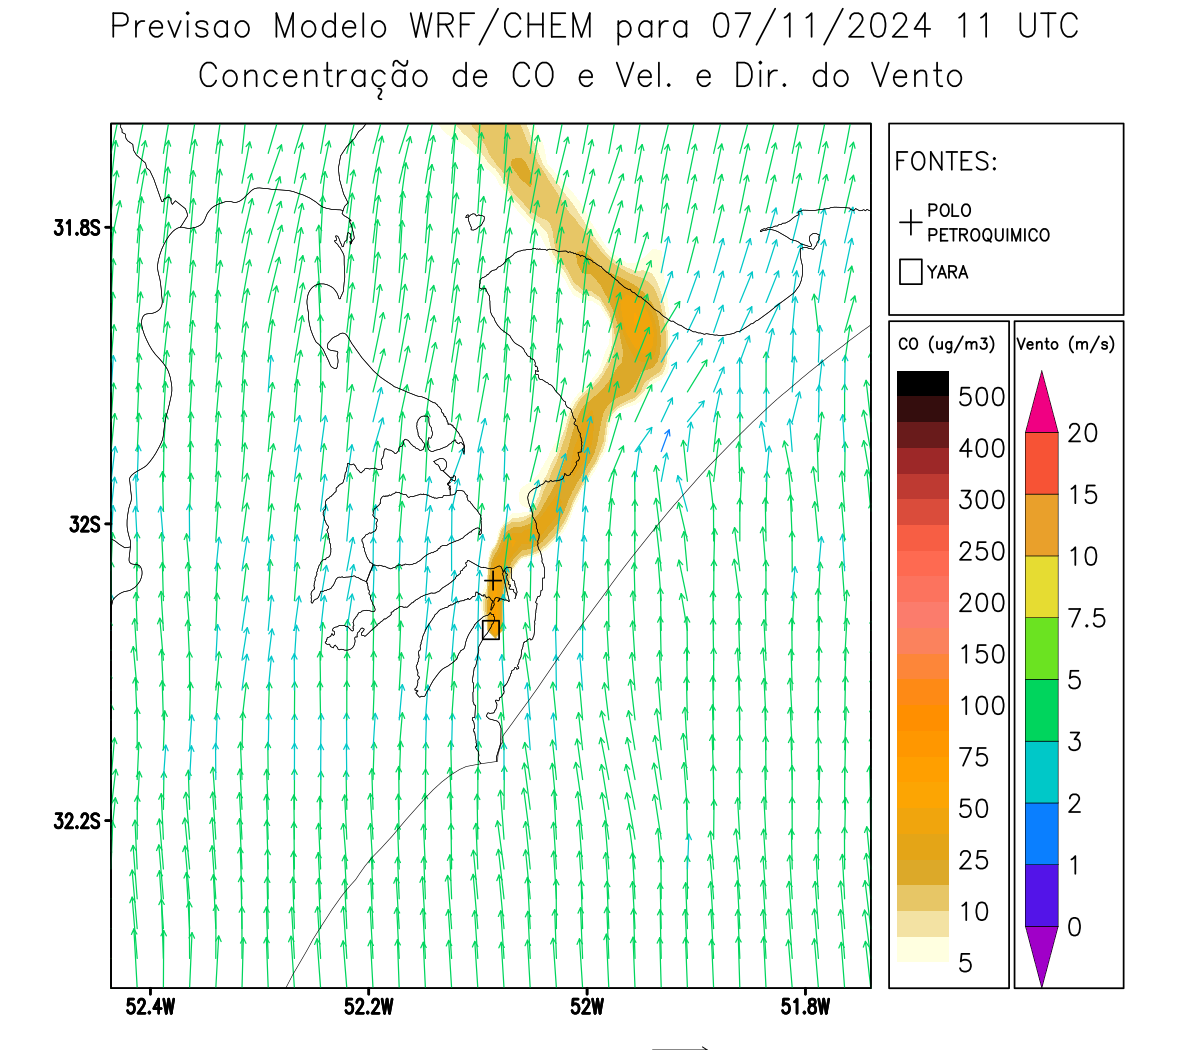 Previsao Modelo WRF/CHEM para 07/11/2024 11 UTC
Concentração de CO e Vel. e Dir. do Vento
FONTES:
POLO
PETROQUIMICO
YARA
31.8S
32S
32.2S
52.4W
52.2W
52W
51.8W
CO (ug/m3)
500
400
300
250
200
150
100
75
50
25
10
5
Vento (m/s)
20
15
10
7.5
5
3
2
1
0